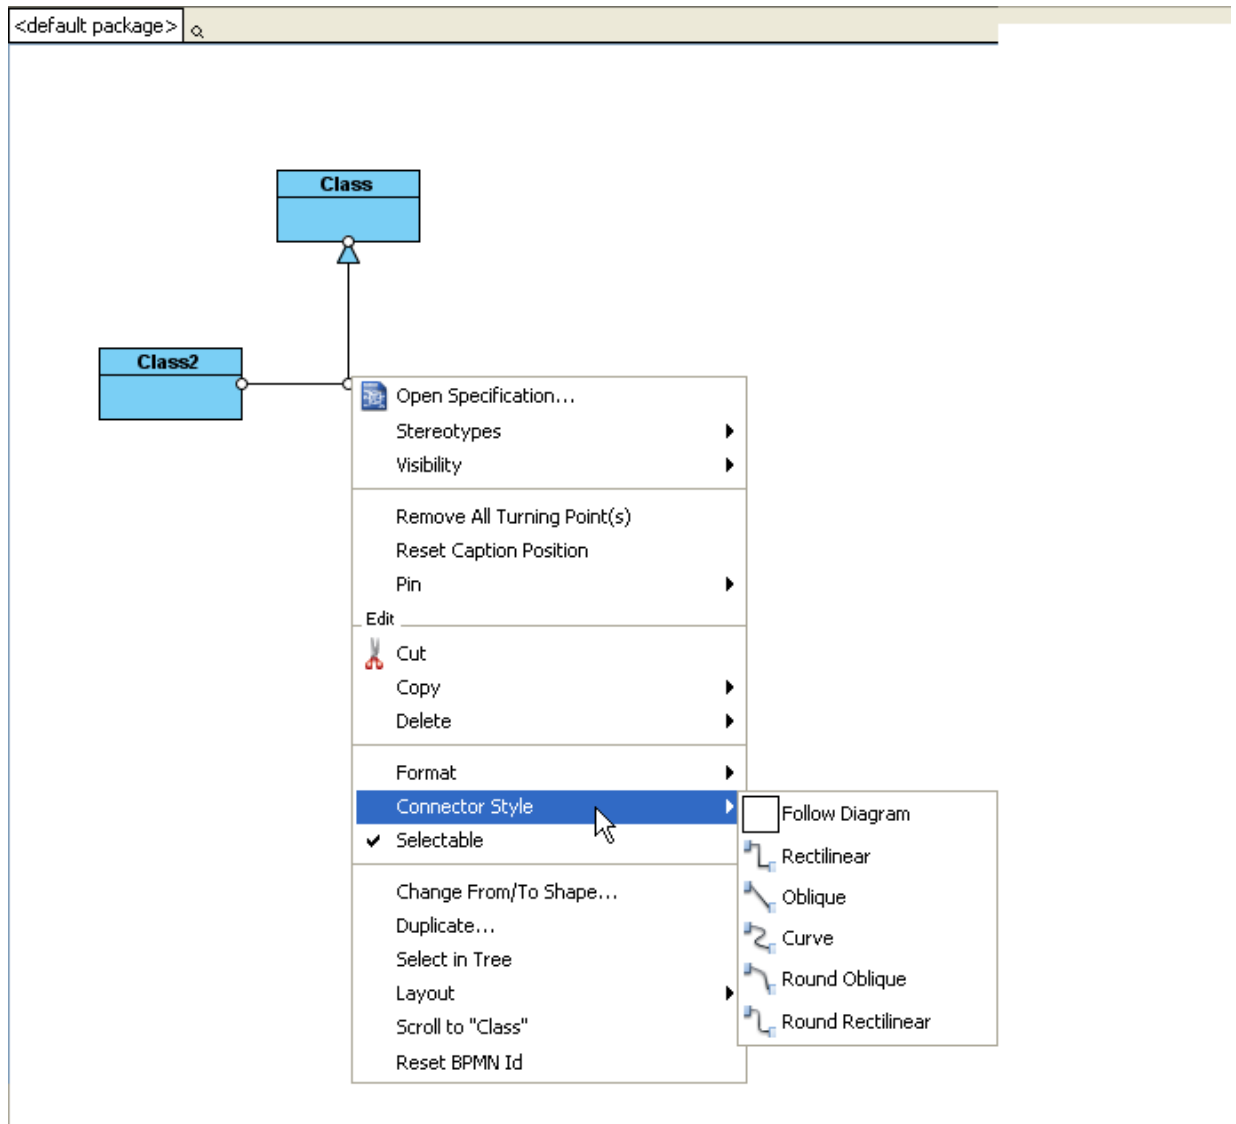 <default package>
Class
Class2
Open Specification...
Stereotypes
Visibility
Remove All Turning Point(s)
Reset Caption Position
Pin
Edit
Cut
Copy
Delete
Format
Connector Style
Selectable
Change From/To Shape...
Duplicate...
Select in Tree
Layout
Scroll to "Class"
Reset BPMN Id
Follow Diagram
Rectilinear
Oblique
Curve
Round Oblique
Round Rectilinear